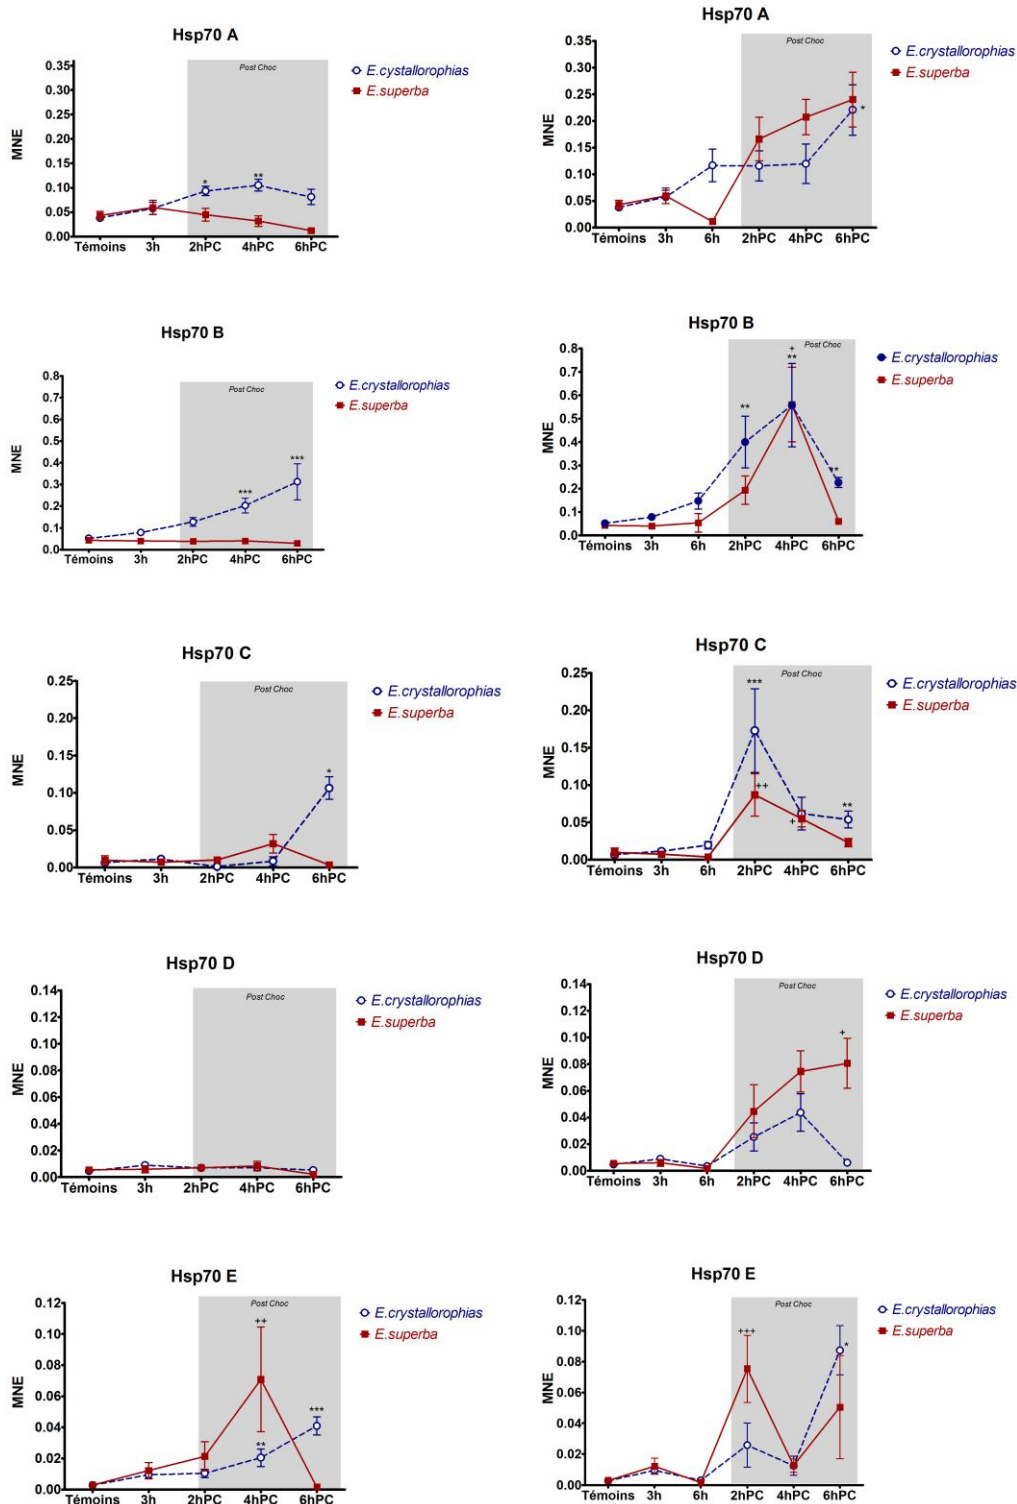 Hsp70 A
Post Choc
E.cystallorophias
E.superba
MNE
0.35
0.30
0.25
0.20
0.15
0.10
0.05
0.00
* **
Témoins 3h 2hPC 4hPC 6hPC
Hsp70 A
Post Choc
E.crystallorophias
E.superba
MNE
0.35
0.30
0.25
0.20
0.15
0.10
0.05
0.00
*
Témoins 3h 6h 2hPC 4hPC 6hPC
Hsp70 B
Post Choc
E.crystallorophias
E.superba
MNE
0.8
0.7
0.6
0.5
0.4
0.3
0.2
0.1
0.0
*** ***
Témoins 3h 2hPC 4hPC 6hPC
Hsp70 B
Post Choc
E.crystallorophias
E.superba
MNE
0.8
0.7
0.6
0.5
0.4
0.3
0.2
0.1
0.0
+
** ** **
Témoins 3h 6h 2hPC 4hPC 6hPC
Hsp70 C
Post Choc
E.crystallorophias
E.superba
MNE
0.25
0.20
0.15
0.10
0.05
0.00
*
Témoins 3h 2hPC 4hPC 6hPC
Hsp70 C
Post Choc
E.crystallorophias
E.superba
MNE
0.25
0.20
0.15
0.10
0.05
0.00
***
++
+
**
Témoins 3h 6h 2hPC 4hPC 6hPC
Hsp70 D
Post Choc
E.crystallorophias
E.superba
MNE
0.14
0.12
0.10
0.08
0.06
0.04
0.02
0.00
Témoins 3h 2hPC 4hPC 6hPC
Hsp70 D
Post Choc
E.crystallorophias
E.superba
MNE
0.14
0.12
0.10
0.08
0.06
0.04
0.02
0.00
+
Témoins 3h 6h 2hPC 4hPC 6hPC
Hsp70 E
Post Choc
E.crystallorophias
E.superba
MNE
0.12
0.10
0.08
0.06
0.04
0.02
0.00
++
**
***
Témoins 3h 2hPC 4hPC 6hPC
Hsp70 E
Post Choc
E.crystallorophias
E.superba
MNE
0.12
0.10
0.08
0.06
0.04
0.02
0.00
+++
*
Témoins 3h 6h 2hPC 4hPC 6hPC